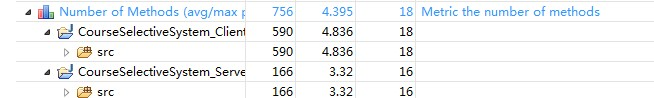 Number of Methods (avg/max p 756 4.395 18 Metric the number of methods
CourseSelectiveSystem_Client 590 4.836 18
src 590 4.836 18
CourseSelectiveSystem_Serve 166 3.32 16
src 166 3.32 16